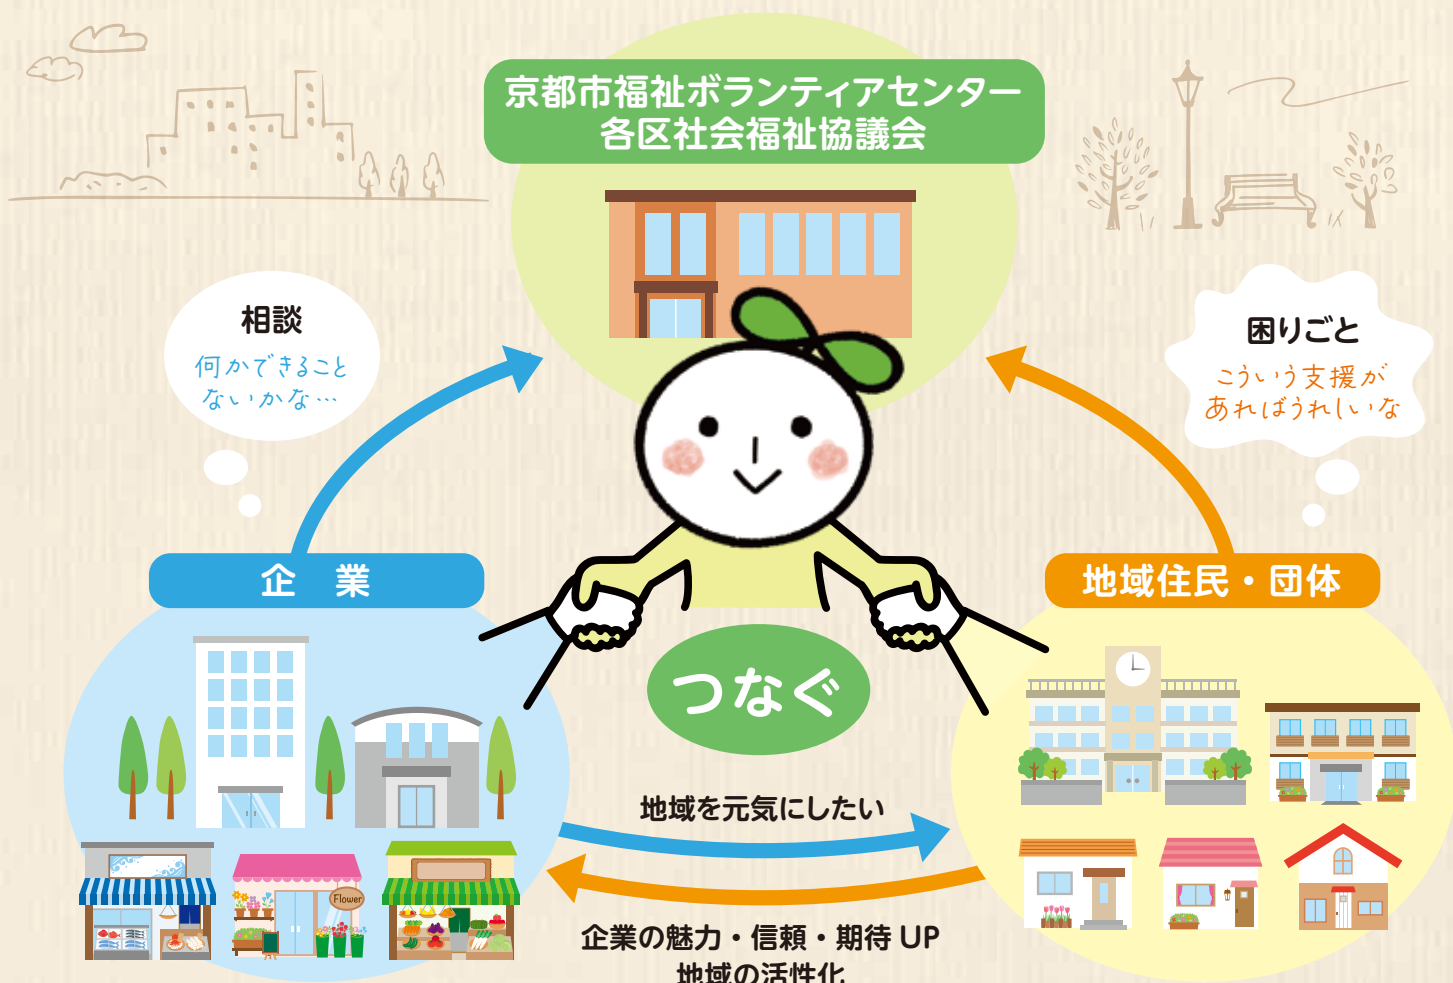 京都市福祉ボランティアセンター
各区社会福祉協議会
相談
何かできること
ないかな…
困りごと
こういう支援が
あればうれしいな
企　業
地域住民・団体
つなぐ
地域を元気にしたい
Flower
企業の魅力・信頼・期待 UP
地域の活性化